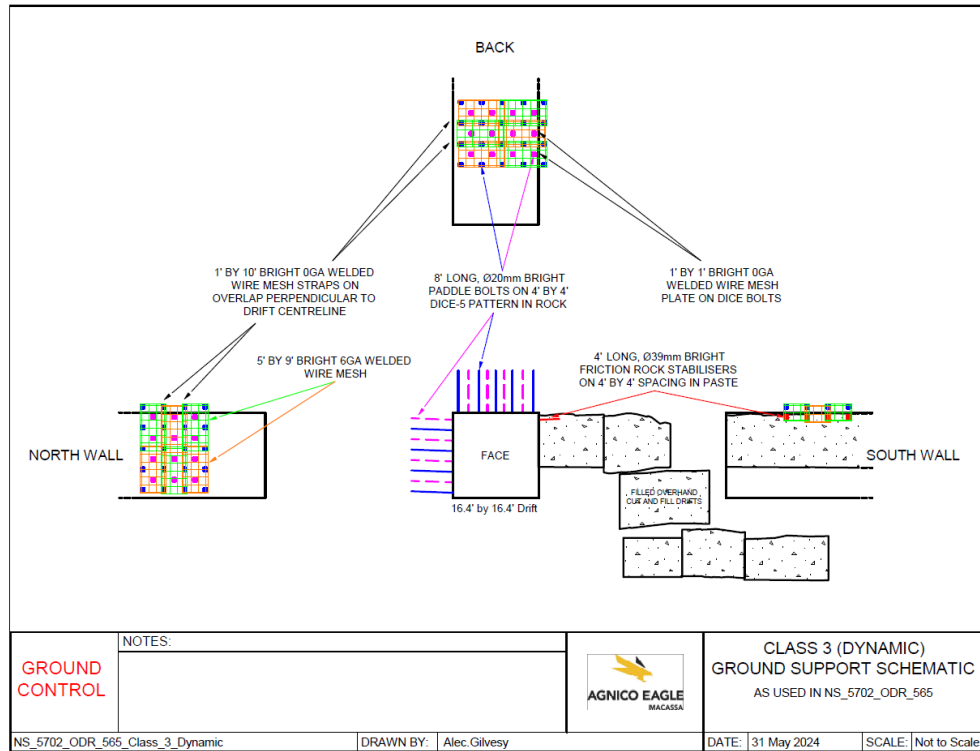 BACK
1' BY 10' BRIGHT 0GA WELDED
WIRE MESH STRAPS ON
OVERLAP PERPENDICULAR TO
DRIFT CENTRELINE
8' LONG, Ø20mm BRIGHT
PADDLE BOLTS ON 4' BY 4'
DICE-5 PATTERN IN ROCK
1' BY 1' BRIGHT 0GA
WELDED WIRE MESH
PLATE ON DICE BOLTS
5' BY 9' BRIGHT 6GA WELDED
WIRE MESH
4' LONG, Ø39mm BRIGHT
FRICTION ROCK STABILISERS
ON 4' BY 4' SPACING IN PASTE
NORTH WALL
FACE
SOUTH WALL
FILLED OVERHAND
CUT AND FILL DRIFTS
16.4' by 16.4' Drift
GROUND
CONTROL
NOTES:
AGNICO EAGLE
MACASSA
CLASS 3 (DYNAMIC)
GROUND SUPPORT SCHEMATIC
AS USED IN NS_5702_ODR_565
NS_5702_ODR_565_Class_3_Dynamic
DRAWN BY: Alec.Gilvesy
DATE: 31 May 2024
SCALE: Not to Scale